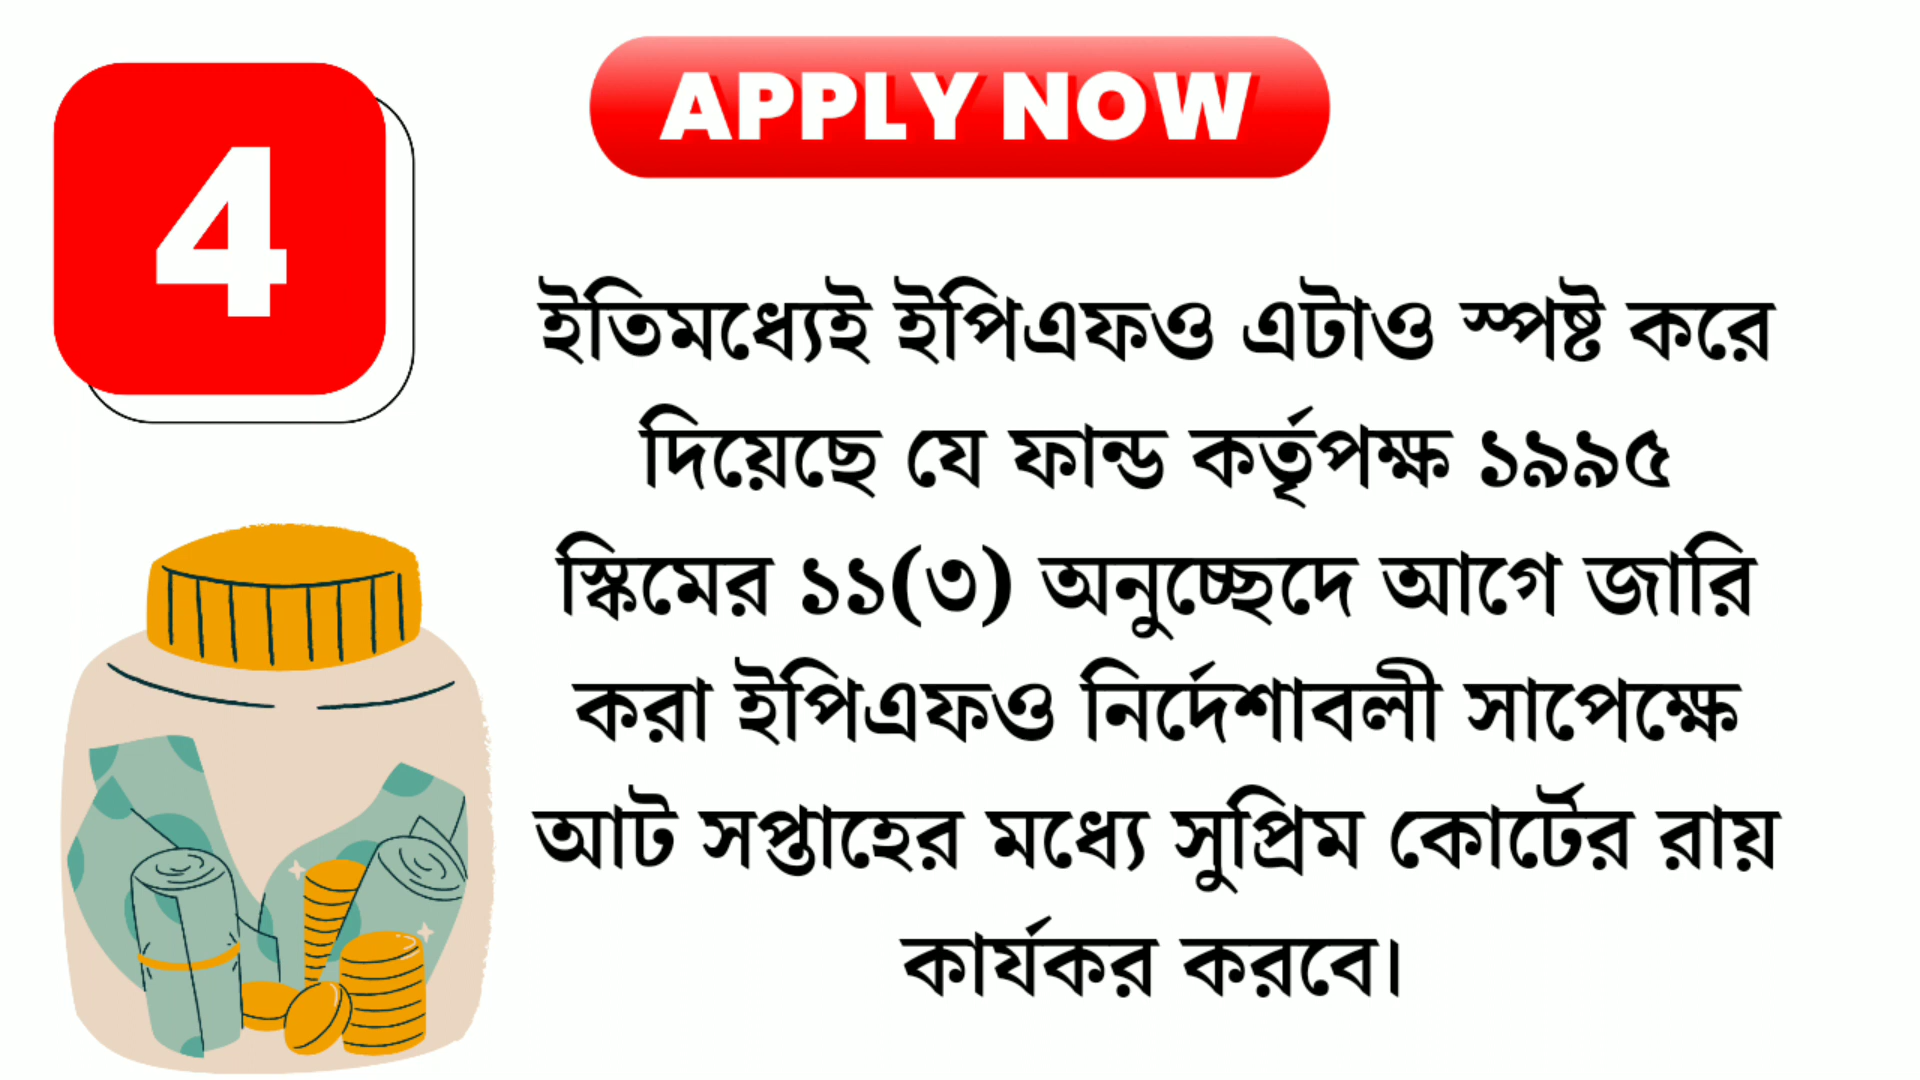 4
APPLY NOW
ইতিমধ্যেই ইপিএফও এটাও স্পষ্ট করে
দিয়েছে যে ফান্ড কর্তৃপক্ষ ১৯৯৫
স্কিমের ১১(৩) অনুচ্ছেদে আগে জারি
করা ইপিএফও নির্দেশাবলী সাপেক্ষে
আট সপ্তাহের মধ্যে সুপ্রিম কোর্টের রায়
কার্যকর করবে।